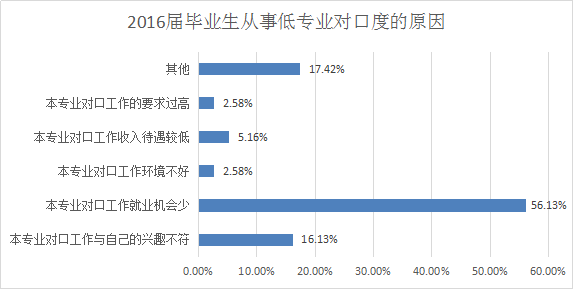 2016届毕业生从事低专业对口度的原因
其他
17.42%
本专业对口工作的要求过高
2.58%
本专业对口工作收入待遇较低
5.16%
本专业对口工作环境不好
2.58%
本专业对口工作就业机会少
56.13%
本专业对口工作与自己的兴趣不符
16.13%
0.00% 10.00% 20.00% 30.00% 40.00% 50.00% 60.00%